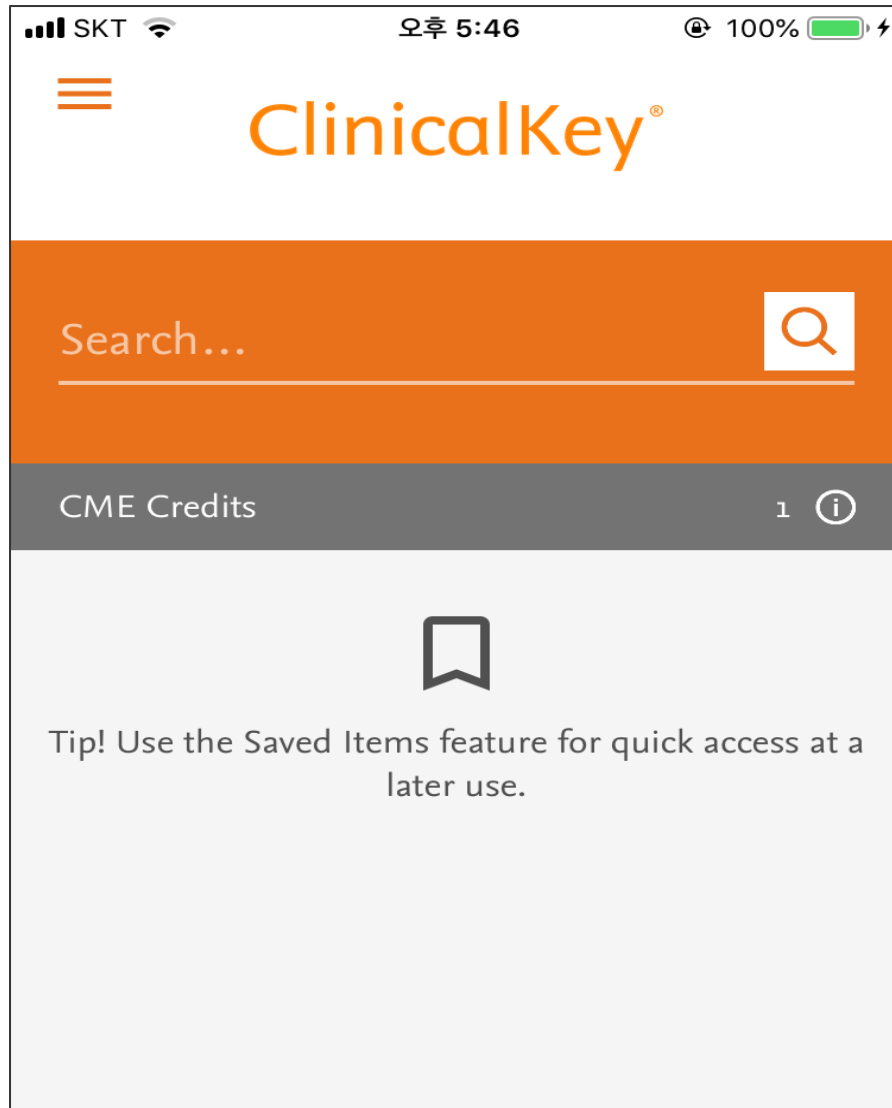 SKT 오후 5:46 100%
ClinicalKey®
Search...
CME Credits 1
Tip! Use the Saved Items feature for quick access at a
later use.